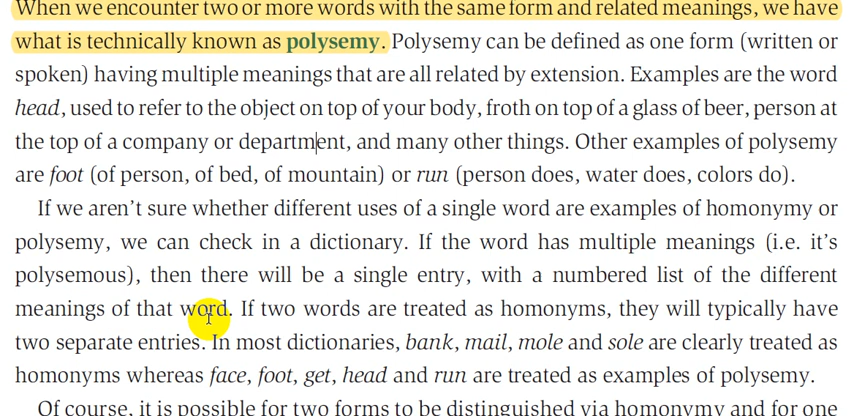 When we encounter two or more words with the same form and related meanings, we have
what is technically known as polysemy. Polysemy can be defined as one form (written or
spoken) having multiple meanings that are all related by extension. Examples are the word
head, used to refer to the object on top of your body, froth on top of a glass of beer, person at
the top of a company or department, and many other things. Other examples of polysemy
are foot (of person, of bed, of mountain) or run (person does, water does, colors do).
If we aren’t sure whether different uses of a single word are examples of homonymy or
polysemy, we can check in a dictionary. If the word has multiple meanings (i.e. it’s
polysemous), then there will be a single entry, with a numbered list of the different
meanings of that word. If two words are treated as homonyms, they will typically have
two separate entries. In most dictionaries, bank, mail, mole and sole are clearly treated as
homonyms whereas face, foot, get, head and run are treated as examples of polysemy.
Of course, it is possible for two forms to be distinguished via homonymy and for one